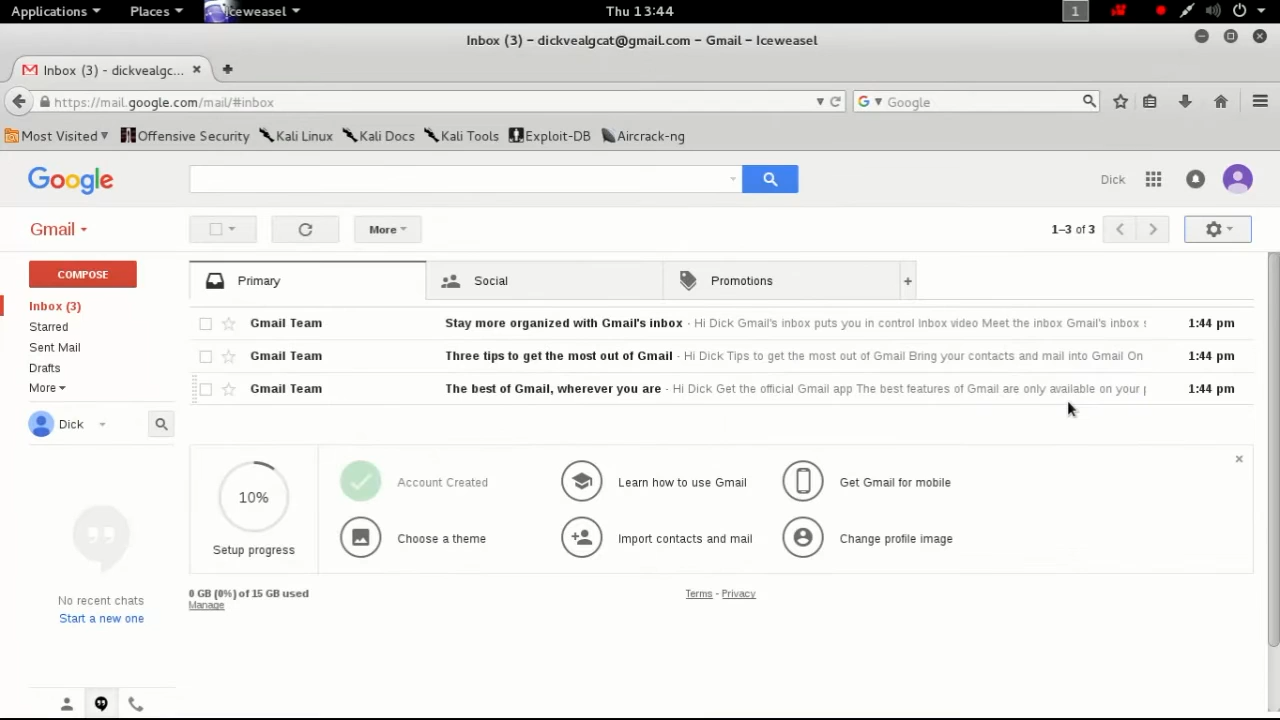 Applications Places Iceweasel Thu 13:44 1
Inbox (3) - dickvealgcat@gmail.com - Gmail - Iceweasel
Inbox (3) - dickvealgc... × +
https://mail.google.com/mail/#inbox Google
Most Visited Offensive Security Kali Linux Kali Docs Kali Tools Exploit-DB Aircrack-ng
Google Dick
Gmail More 1–3 of 3
COMPOSE Primary Social Promotions +
Inbox (3)
Starred
Sent Mail
Drafts
More
Gmail Team Stay more organized with Gmail's inbox - Hi Dick Gmail's inbox puts you in control Inbox video Meet the inbox Gmail's inbox 1:44 pm
Gmail Team Three tips to get the most out of Gmail - Hi Dick Tips to get the most out of Gmail Bring your contacts and mail into Gmail On 1:44 pm
Gmail Team The best of Gmail, wherever you are - Hi Dick Get the official Gmail app The best features of Gmail are only available on your 1:44 pm
Dick
10%
Setup progress
Account Created Learn how to use Gmail Get Gmail for mobile
Choose a theme Import contacts and mail Change profile image
0 GB (0%) of 15 GB used
Manage
Terms - Privacy
No recent chats
Start a new one